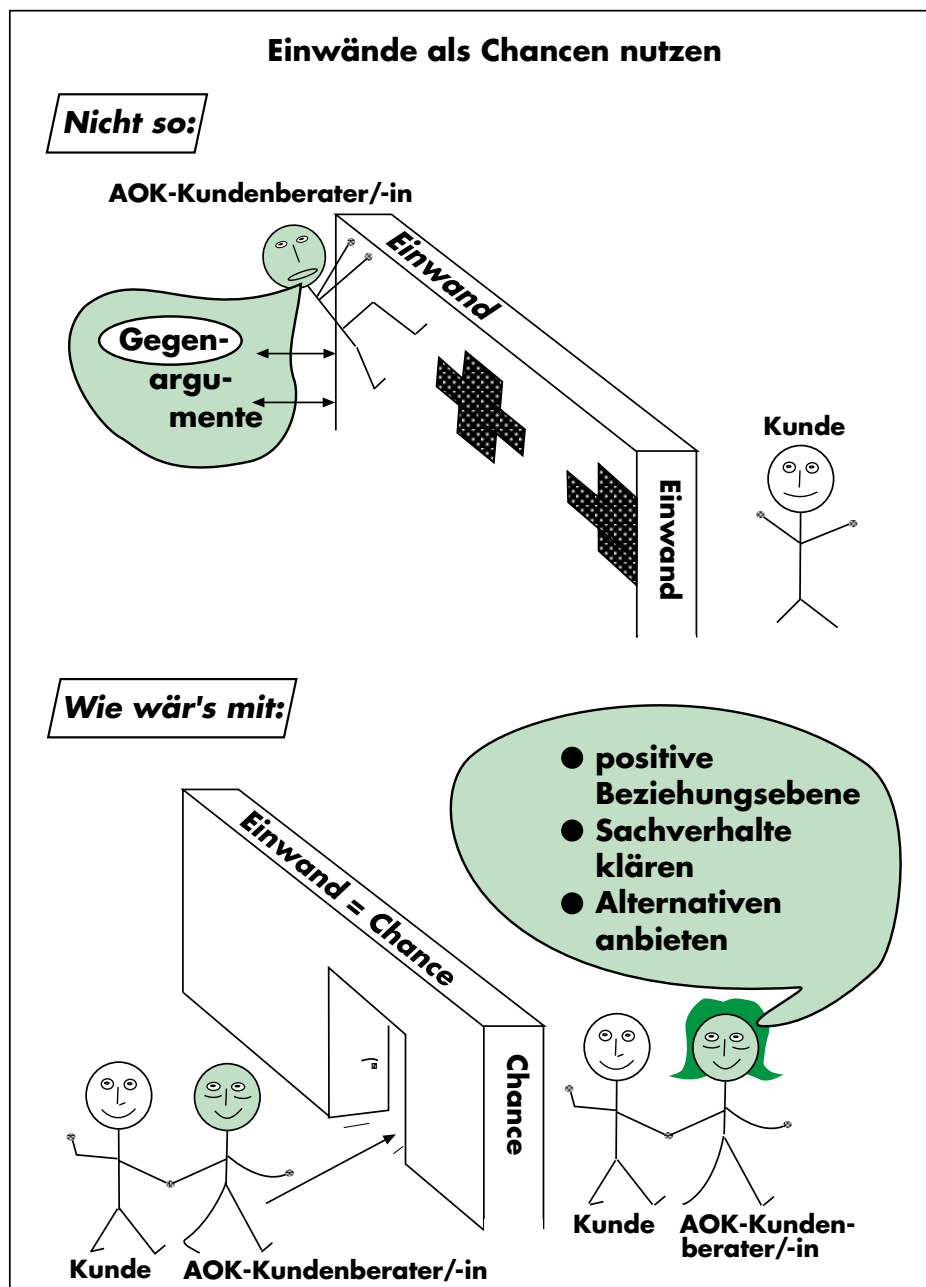 Einwände als Chancen nutzen
Nicht so:
AOK-Kundenberater/-in
Einwand
Gegen-
argu-
mente
Kunde
Einwand
Wie wär's mit:
● positive
Beziehungsebene
● Sachverhalte
klären
● Alternativen
anbieten
Einwand = Chance
Chance
Kunde
AOK-Kundenberater/-in
Kunde
AOK-Kunden-
berater/-in